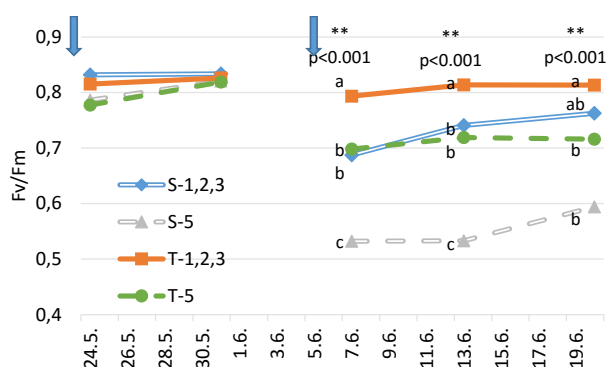 ** ** **
p<0.001 p<0.001 p<0.001
0,9
0,8
0,7
0,6
0,5
0,4
Fv/Fm
a a a
ab
b b
b b b
c c b
S-1,2,3
S-5
T-1,2,3
T-5
24.5. 26.5. 28.5. 30.5. 1.6. 3.6. 5.6. 7.6. 9.6. 11.6. 13.6. 15.6. 17.6. 19.6.